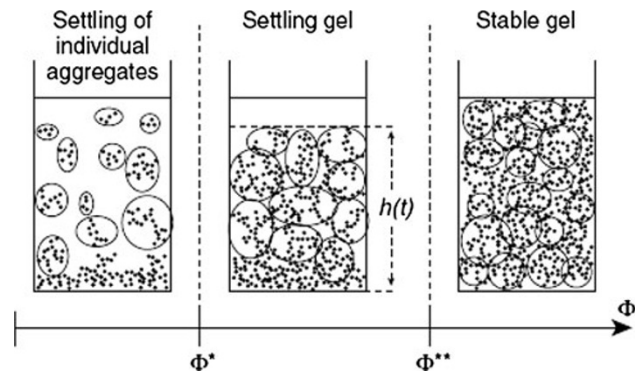 Settling of
individual
aggregates
Settling gel
Stable gel
h(t)
Φ
Φ*
Φ**